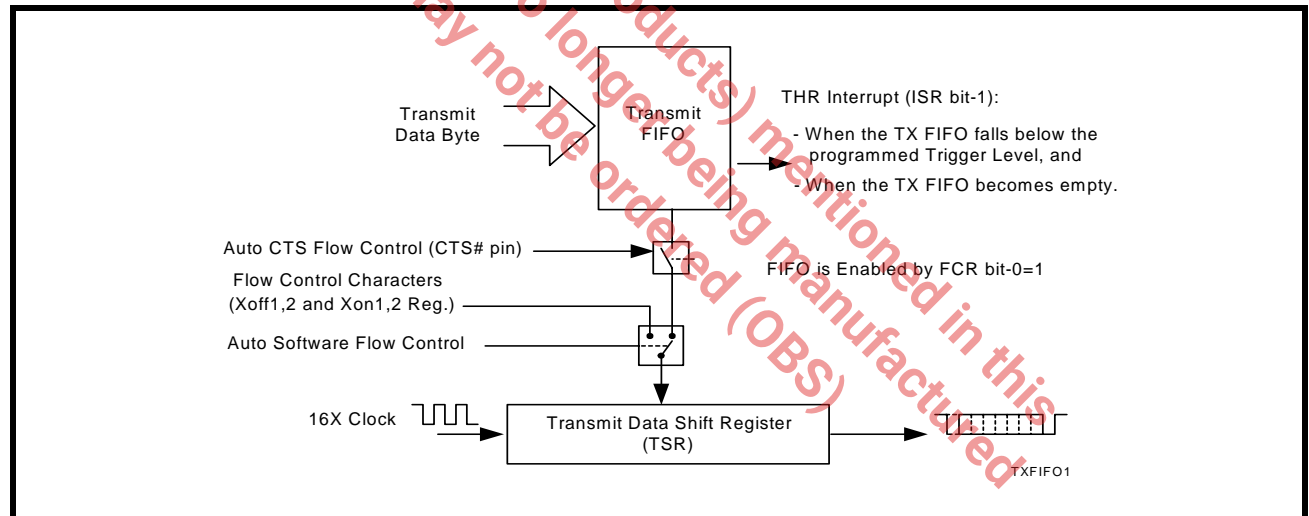 ay not be ordered (OBS)
o longer being manufactured
oducts) mentioned in this
Transmit
Data Byte
Transmit
FIFO
THR Interrupt (ISR bit-1):
- When the TX FIFO falls below the
programmed Trigger Level, and
- When the TX FIFO becomes empty.
Auto CTS Flow Control (CTS# pin)
FIFO is Enabled by FCR bit-0=1
Flow Control Characters
(Xoff1,2 and Xon1,2 Reg.)
Auto Software Flow Control
16X Clock
Transmit Data Shift Register
(TSR)
TXFIFO1